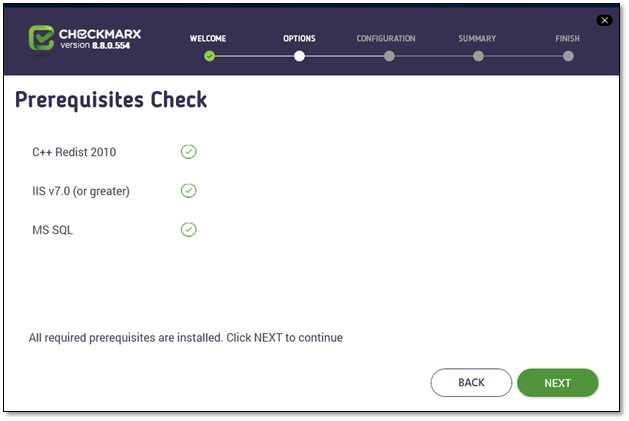 CHECKMARX
version 8.8.0.554
WELCOME
OPTIONS
CONFIGURATION
SUMMARY
FINISH
Prerequisites Check
C++ Redist 2010
IIS v7.0 (or greater)
MS SQL
All required prerequisites are installed. Click NEXT to continue
BACK
NEXT